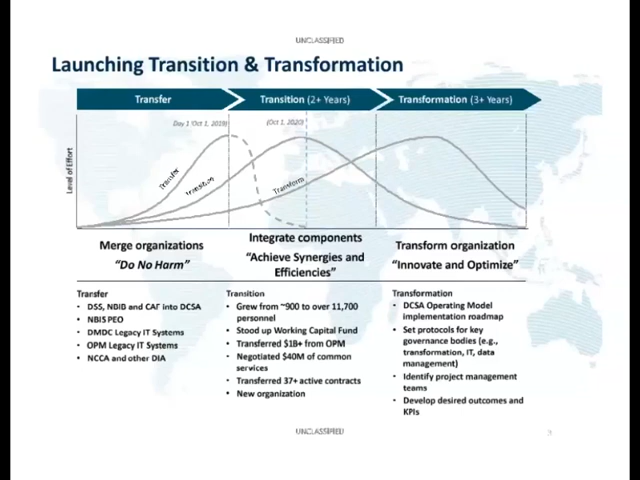 UNCLASSIFIED
Launching Transition & Transformation
Transfer
Transition (2+ Years)
Transformation (3+ Years)
Day 1 (Oct 1, 2019)
(Oct 1, 2020)
Level of Effort
Transfer
Transition
Transform
Merge organizations
"Do No Harm"
Integrate components
"Achieve Synergies and
Efficiencies"
Transform organization
"Innovate and Optimize"
Transfer
• DSS, NBIB and CAF into DCSA
• NBIS PEO
• DMDC Legacy IT Systems
• OPM Legacy IT Systems
• NCCA and other DIA
Transition
• Grew from ~900 to over 11,700
personnel
• Stood up Working Capital Fund
• Transferred $1B+ from OPM
• Negotiated $40M of common
services
• Transferred 37+ active contracts
• New organization
Transformation
• DCSA Operating Model
implementation roadmap
• Set protocols for key
governance bodies (e.g.,
transformation, IT, data
management)
• Identify project management
teams
• Develop desired outcomes and
KPIs
UNCLASSIFIED